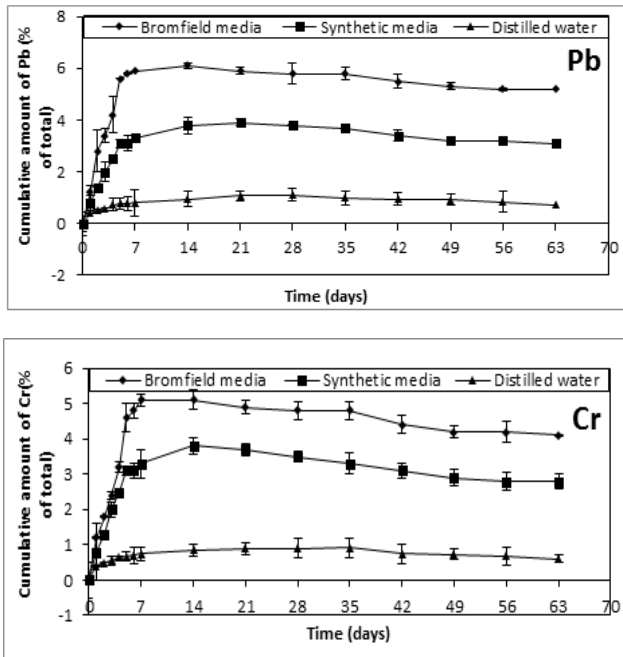 Bromfield media Synthetic media Distilled water
Pb
Cumulative amount of Pb (%
of total)
8
6
4
2
0
-2
0 7 14 21 28 35 42 49 56 63 70
Time (days)
Bromfield media Synthetic media Distilled water
Cr
Cumulative amount of Cr(%
of total)
6
5
4
3
2
1
0
-1
0 7 14 21 28 35 42 49 56 63 70
Time (days)